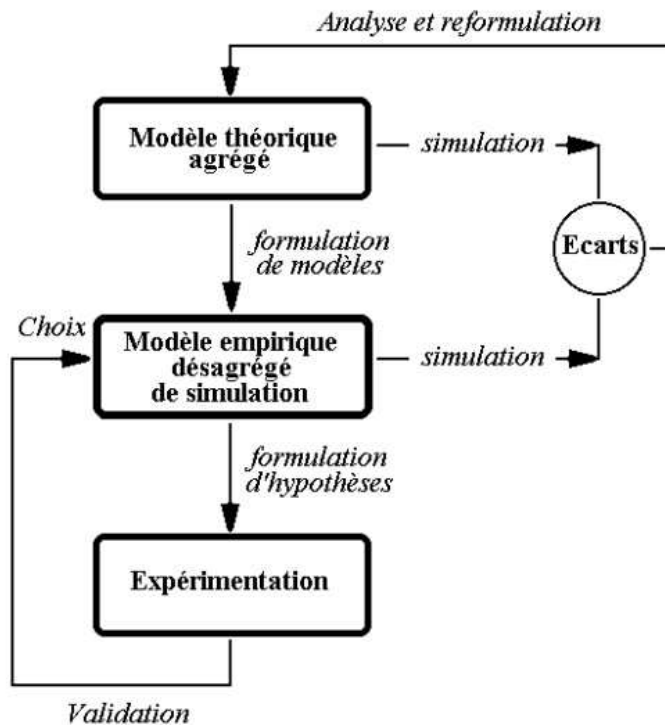 Analyse et reformulation
Modèle théorique
agrégé
simulation
formulation
de modèles
Ecarts
Choix
Modèle empirique
désagrégé
de simulation
simulation
formulation
d'hypothèses
Expérimentation
Validation